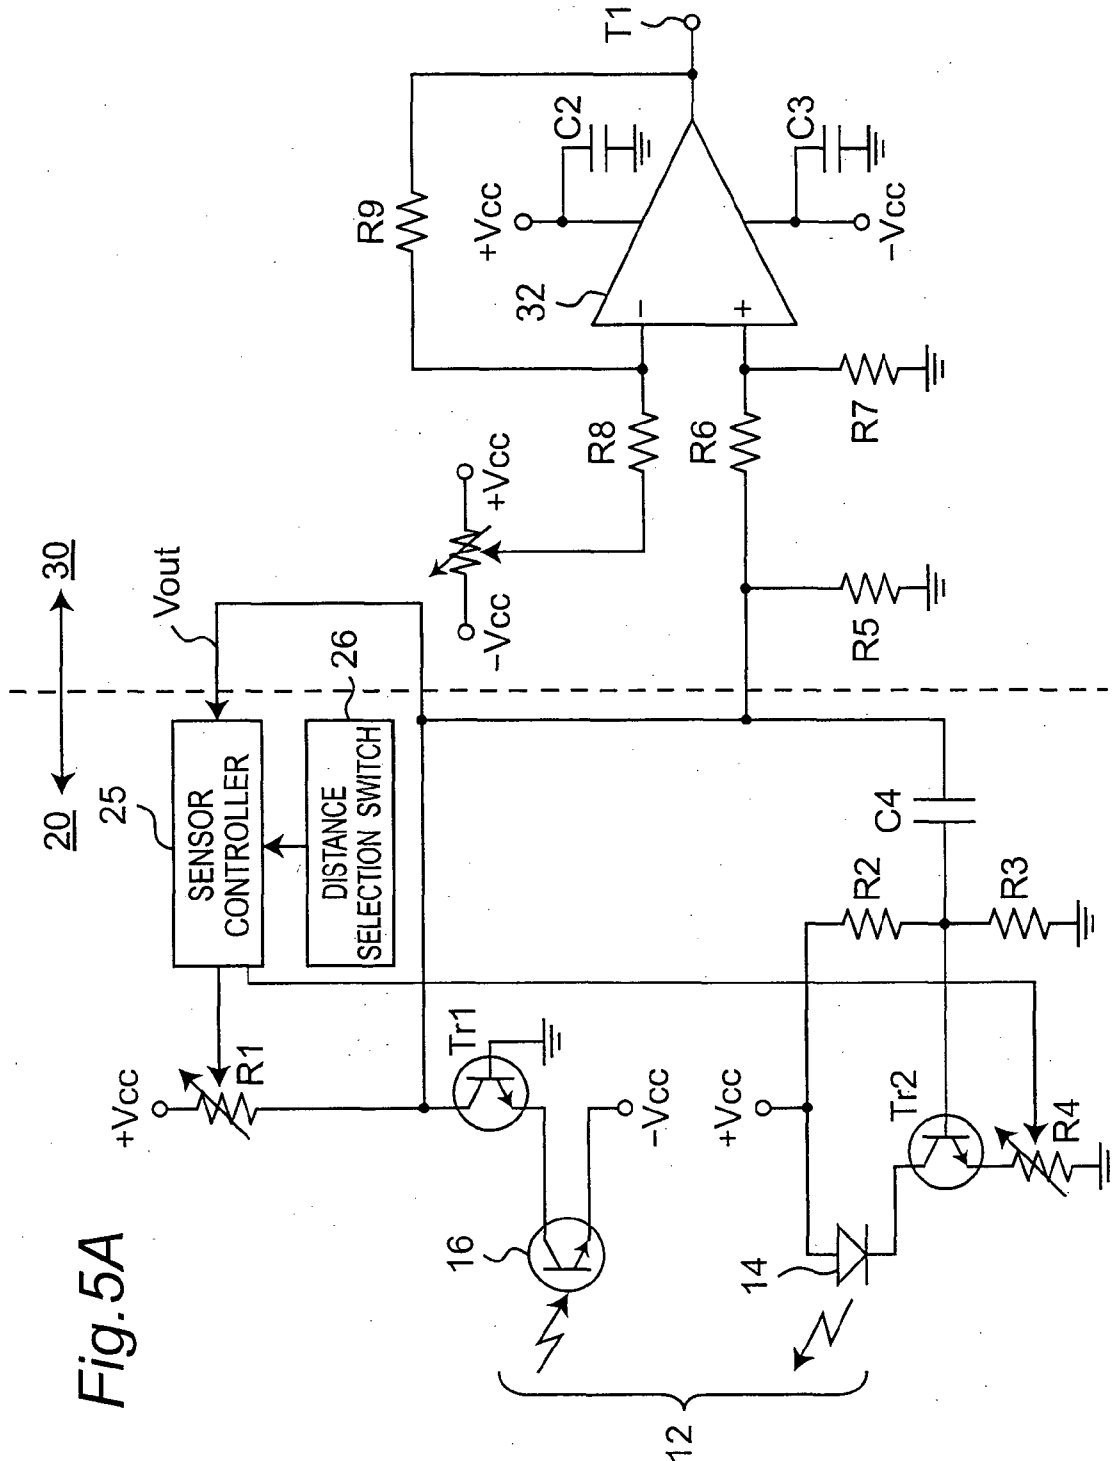 Fig.5A
20
30
12
+Vcc
R1
25
SENSOR
CONTROLLER
Vout
DISTANCE
SELECTION SWITCH
26
Tr1
16
−Vcc
+Vcc
14
Tr2
R4
R2
R3
C4
−Vcc
+Vcc
R5
R8
R6
R7
R9
32
−
+
+Vcc
C2
−Vcc
C3
T1